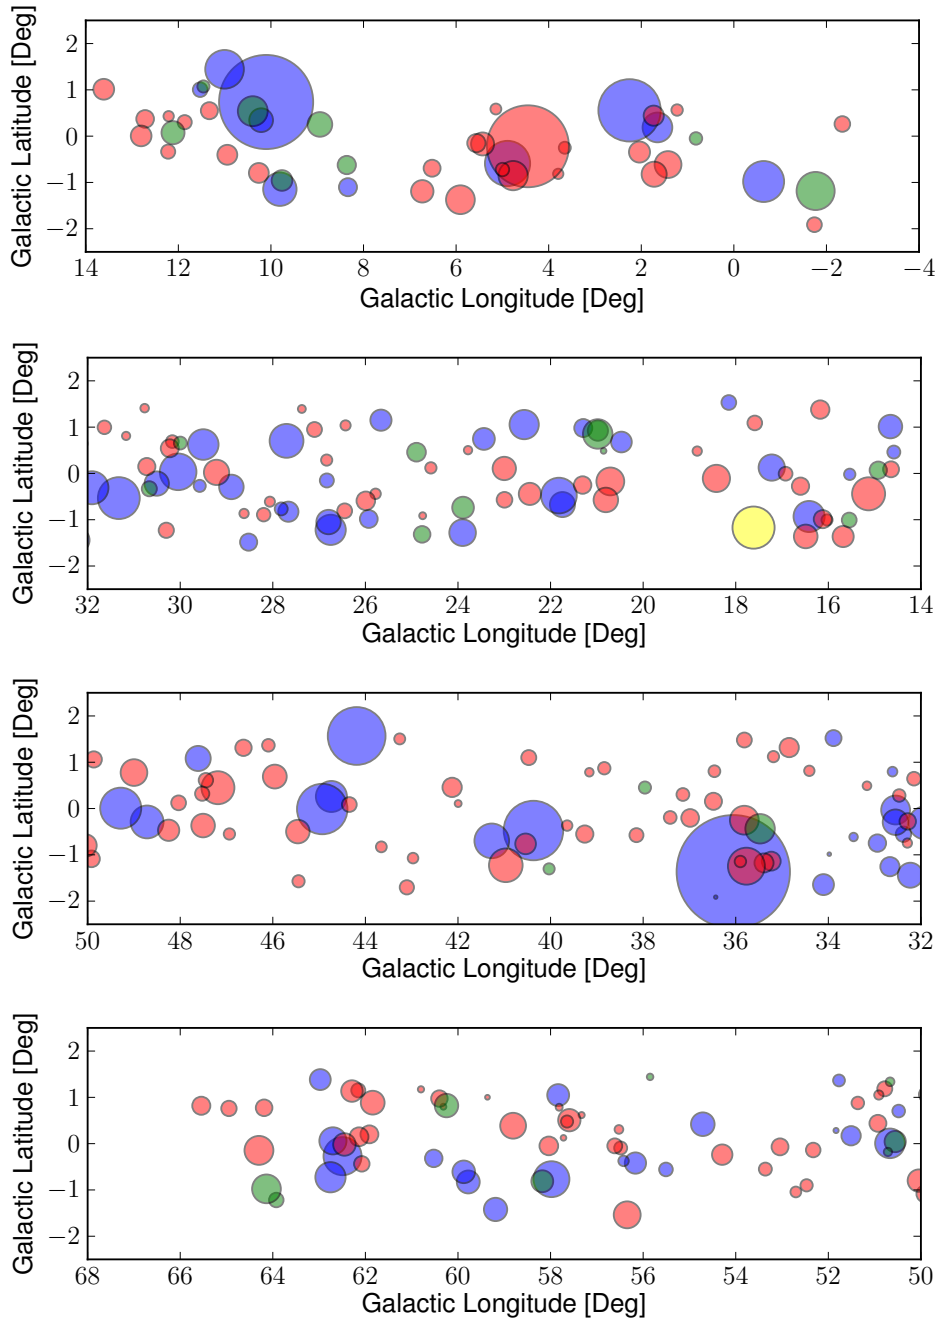 2
1
0
−1
−2
Galactic Latitude [Deg]
14 12 10 8 6 4 2 0 −2 −4
Galactic Longitude [Deg]
2
1
0
−1
−2
Galactic Latitude [Deg]
32 30 28 26 24 22 20 18 16 14
Galactic Longitude [Deg]
2
1
0
−1
−2
Galactic Latitude [Deg]
50 48 46 44 42 40 38 36 34 32
Galactic Longitude [Deg]
2
1
0
−1
−2
Galactic Latitude [Deg]
68 66 64 62 60 58 56 54 52 50
Galactic Longitude [Deg]